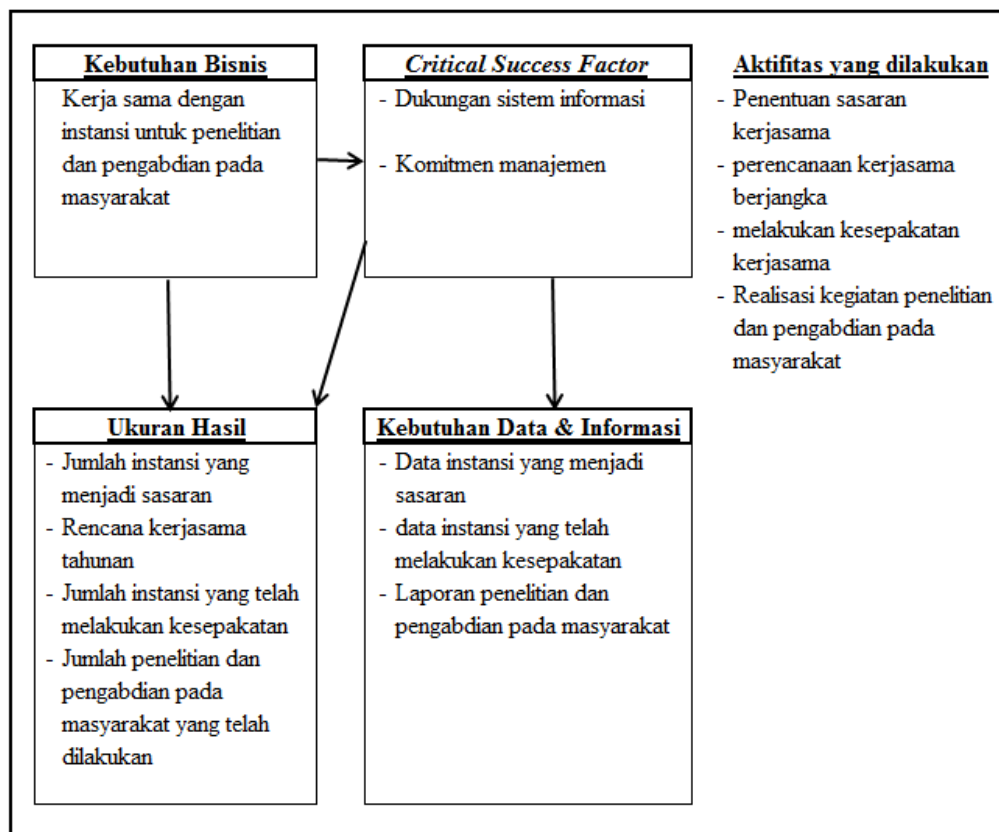 Kebutuhan Bisnis
Kerja sama dengan
instansi untuk penelitian
dan pengabdian pada
masyarakat
Critical Success Factor
- Dukungan sistem informasi
- Komitmen manajemen
Aktifitas yang dilakukan
- Penentuan sasaran
kerjasama
- perencanaan kerjasama
berjangka
- melakukan kesepakatan
kerjasama
- Realisasi kegiatan penelitian
dan pengabdian pada
masyarakat
Ukuran Hasil
- Jumlah instansi yang
menjadi sasaran
- Rencana kerjasama
tahunan
- Jumlah instansi yang telah
melakukan kesepakatan
- Jumlah penelitian dan
pengabdian pada
masyarakat yang telah
dilakukan
Kebutuhan Data & Informasi
- Data instansi yang menjadi
sasaran
- data instansi yang telah
melakukan kesepakatan
- Laporan penelitian dan
pengabdian pada masyarakat